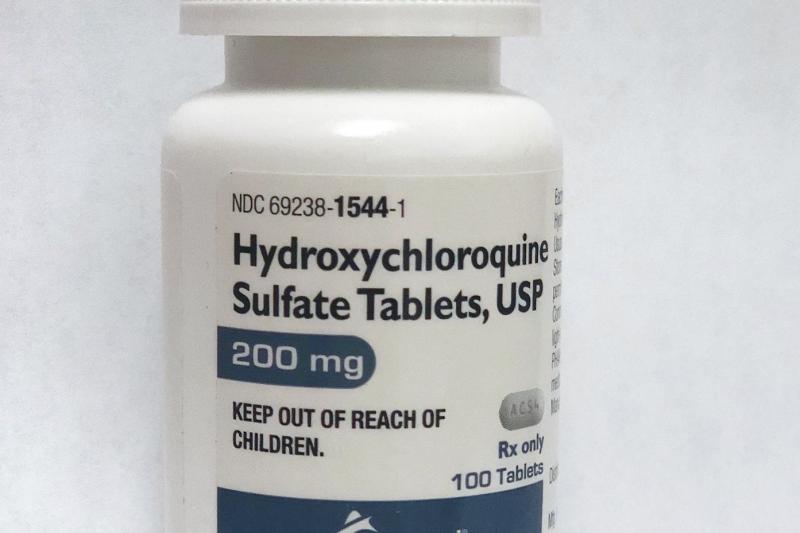 NDC 69238-1544-1
Hydroxychloroquine
Sulfate Tablets, USP
200 mg
KEEP OUT OF REACH OF
CHILDREN.
Rx only
100 Tablets